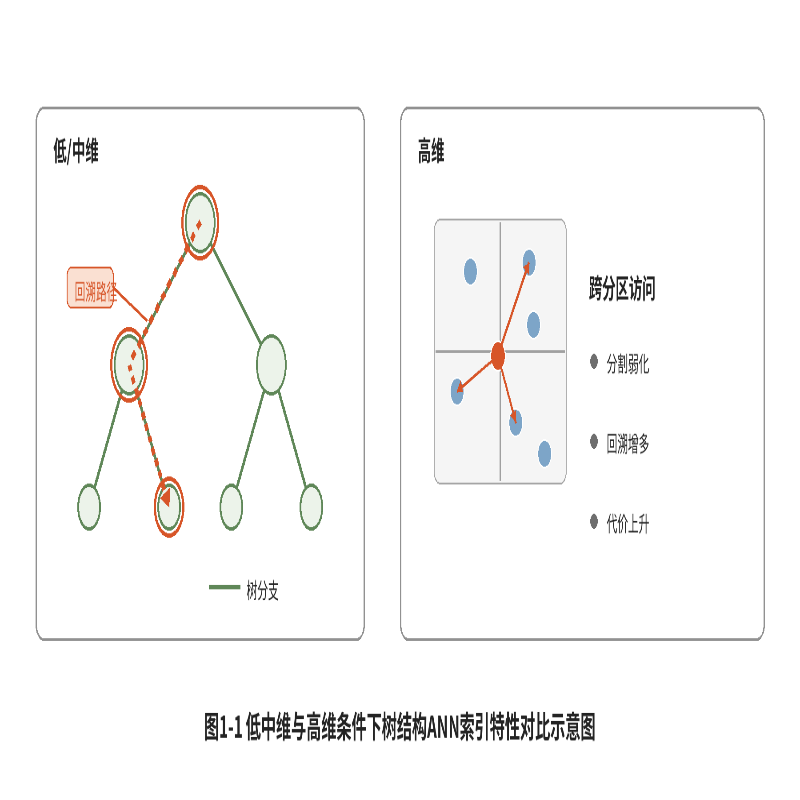 低/中维
回溯路径
树分支
高维
跨分区访问
分割弱化
回溯增多
代价上升
图1-1 低中维与高维条件下树结构ANN索引特性对比示意图